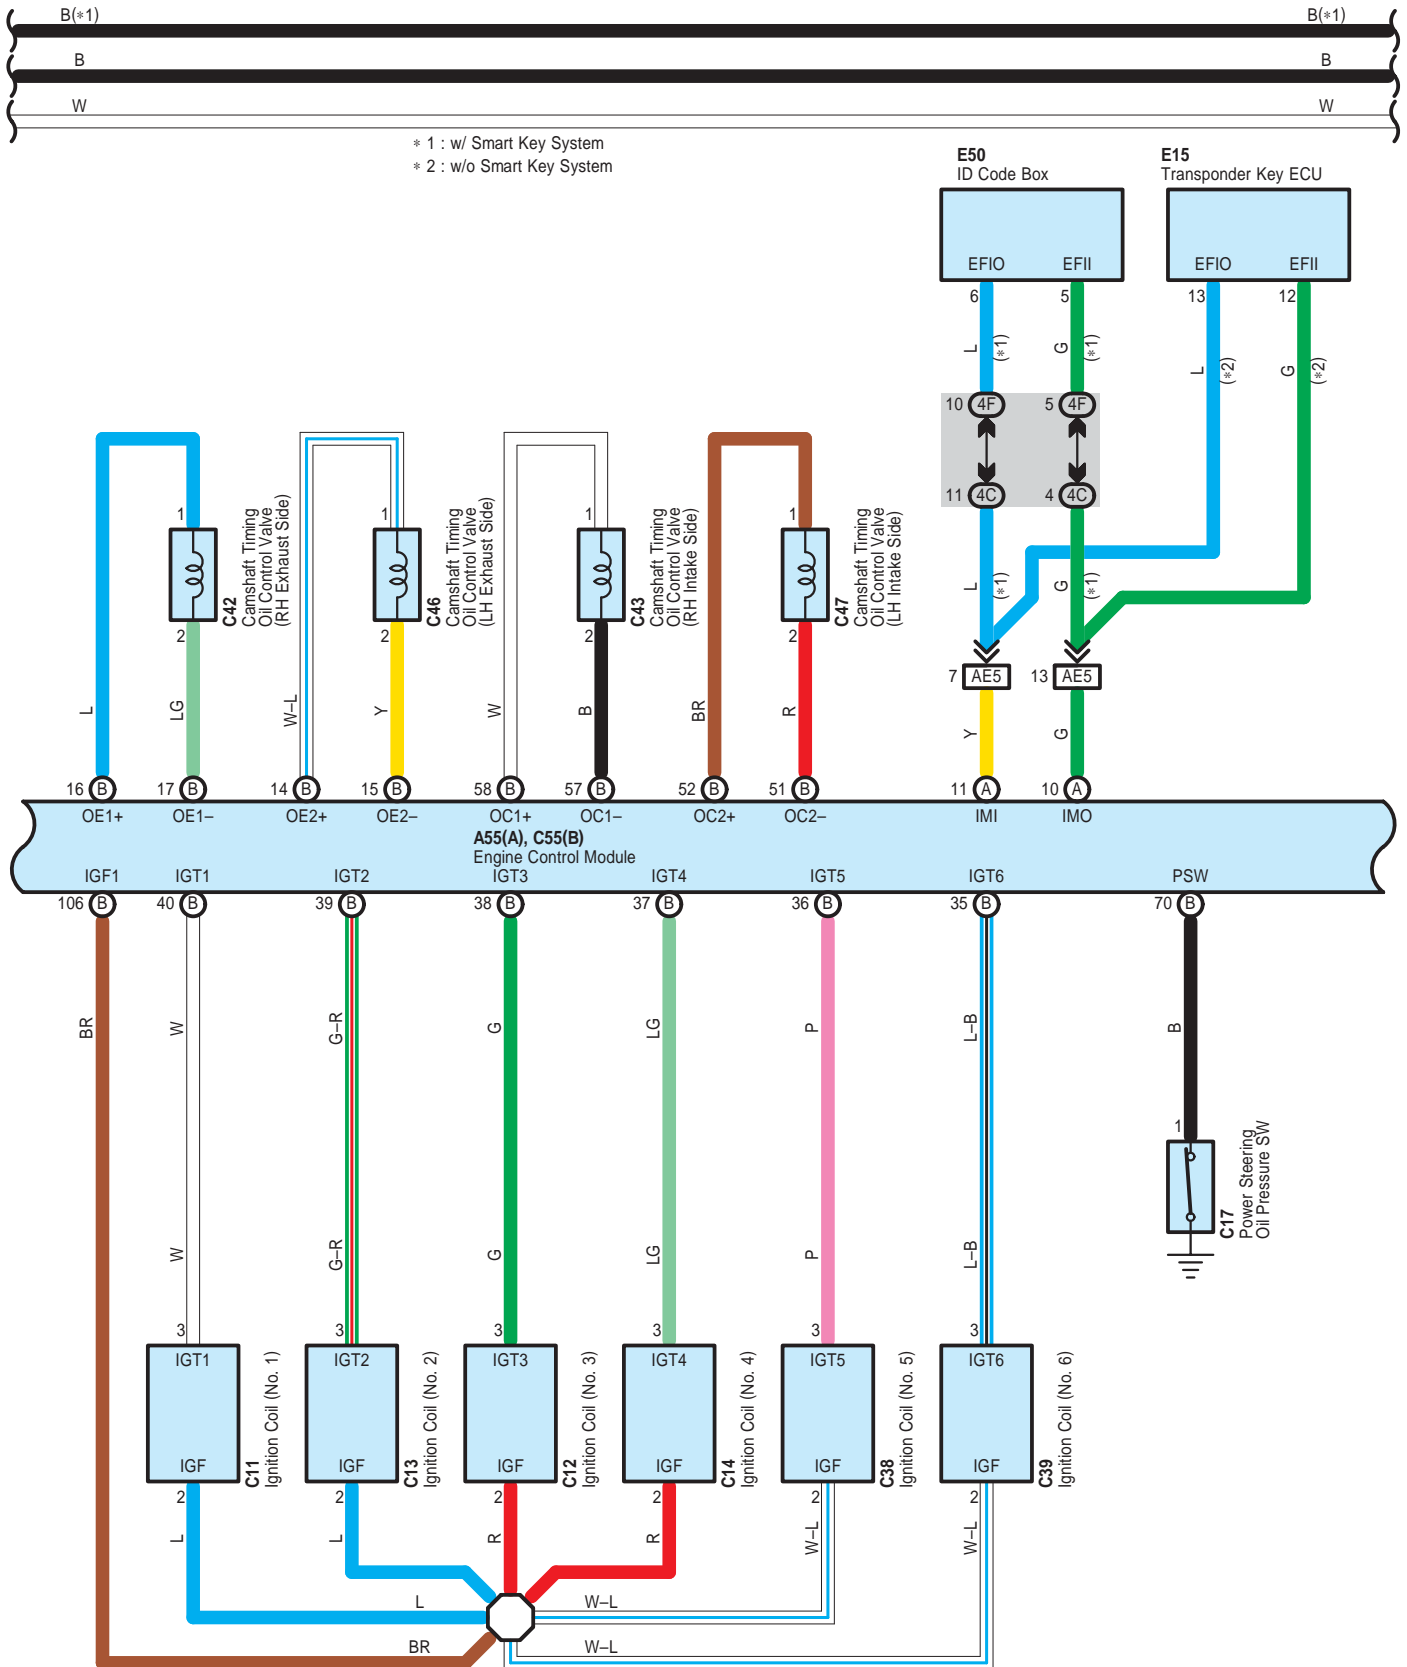 B(*1)
B(*1)
B
B
W
W
* 1 : w/ Smart Key System
* 2 : w/o Smart Key System
E50
ID Code Box
E15
Transponder Key ECU
EFIO
EFII
EFIO
EFII
6
5
13
12
L
(*1)
G
(*1)
L
(*2)
G
(*2)
10
4F
5
4F
11
4C
4
4C
1
C42
Camshaft Timing
Oil Control Valve
(RH Exhaust Side)
2
1
C46
Camshaft Timing
Oil Control Valve
(LH Exhaust Side)
2
1
C43
Camshaft Timing
Oil Control Valve
(RH Intake Side)
2
1
C47
Camshaft Timing
Oil Control Valve
(LH Intake Side)
2
L
(*1)
G
(*1)
7
AE5
13
AE5
L
LG
W–L
Y
W
B
BR
R
Y
G
16
B
17
B
14
B
15
B
58
B
57
B
52
B
51
B
11
A
10
A
OE1+
OE1–
OE2+
OE2–
OC1+
OC1–
OC2+
OC2–
IMI
IMO
A55(A), C55(B)
Engine Control Module
IGF1
IGT1
IGT2
IGT3
IGT4
IGT5
IGT6
PSW
106
B
40
B
39
B
38
B
37
B
36
B
35
B
70
B
BR
W
G–R
G
LG
P
L–B
B
1
C17
Power Steering
Oil Pressure SW
W
G–R
G
LG
P
L–B
3
3
3
3
3
3
IGT1
IGT2
IGT3
IGT4
IGT5
IGT6
C11
Ignition Coil (No. 1)
C13
Ignition Coil (No. 2)
C12
Ignition Coil (No. 3)
C14
Ignition Coil (No. 4)
C38
Ignition Coil (No. 5)
C39
Ignition Coil (No. 6)
IGF
IGF
IGF
IGF
IGF
IGF
2
2
2
2
2
2
L
L
R
R
W–L
W–L
L
W–L
BR
W–L